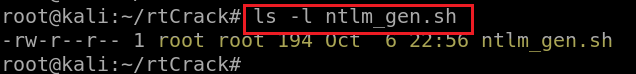 root@kali:~/rtCrack# ls -l ntlm_gen.sh
-rw-r--r-- 1 root root 194 Oct  6 22:56 ntlm_gen.sh
root@kali:~/rtCrack#